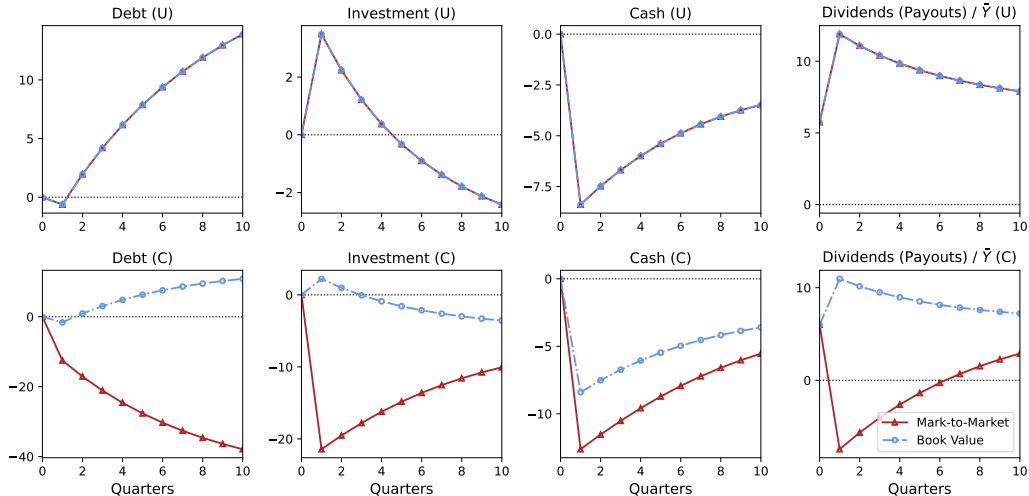 Debt (U)
Investment (U)
Cash (U)
Dividends (Payouts) / Ȳ (U)
10
5
0
0 2 4 6 8 10
2
0
−2
0 2 4 6 8 10
0.0
−2.5
−5.0
−7.5
0 2 4 6 8 10
10
5
0
0 2 4 6 8 10
Debt (C)
Investment (C)
Cash (C)
Dividends (Payouts) / Ȳ (C)
0
−20
−40
0 2 4 6 8 10
Quarters
0
−10
−20
0 2 4 6 8 10
Quarters
0
−5
−10
0 2 4 6 8 10
Quarters
10
5
0
Mark-to-Market
Book Value
0 2 4 6 8 10
Quarters